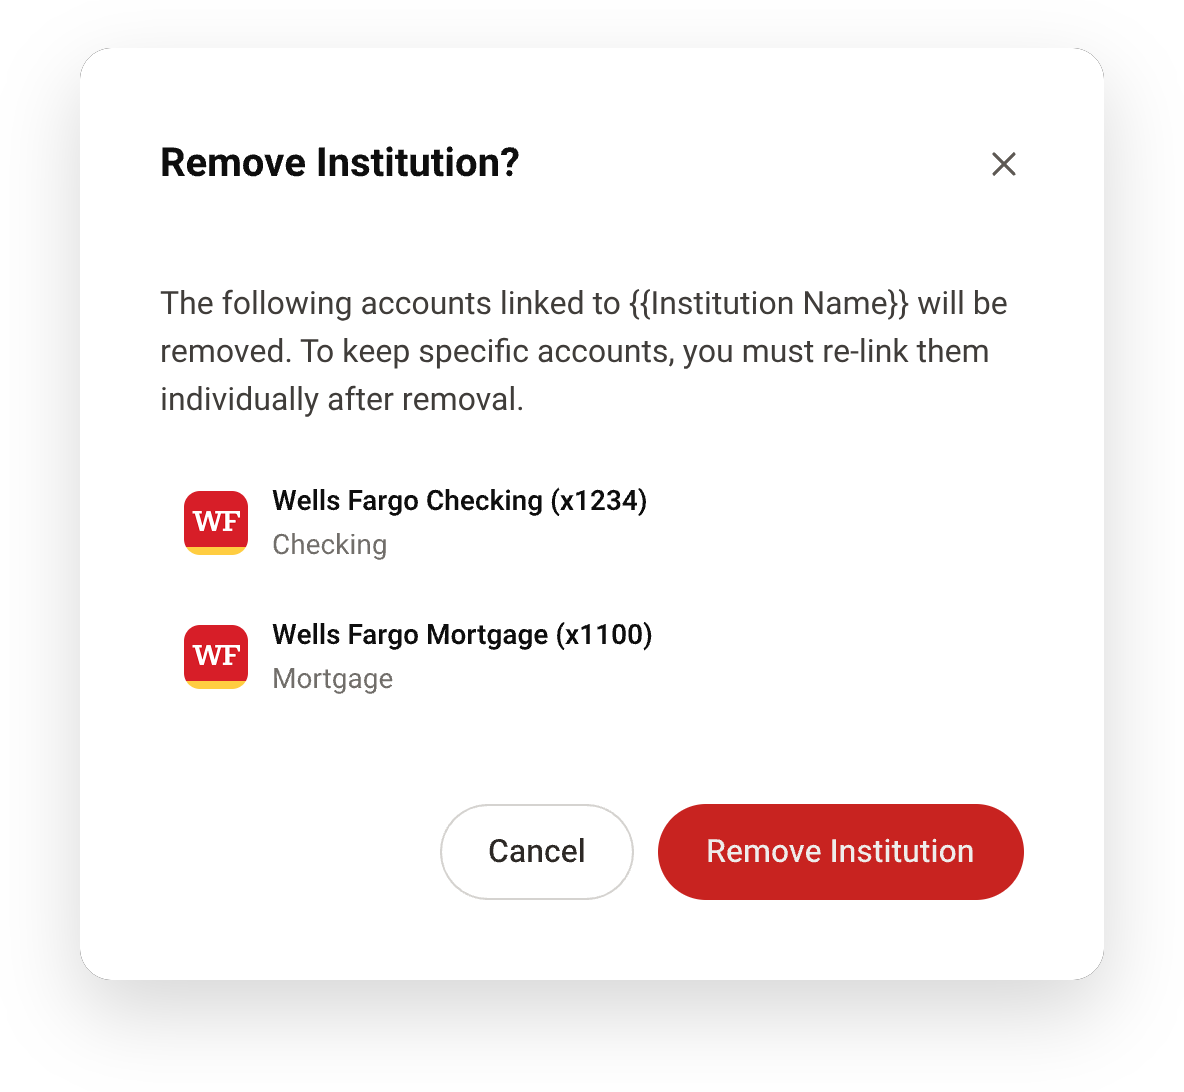 Remove Institution?
The following accounts linked to {{Institution Name}} will be
removed. To keep specific accounts, you must re-link them
individually after removal.
WF
Wells Fargo Checking (x1234)
Checking
WF
Wells Fargo Mortgage (x1100)
Mortgage
Cancel
Remove Institution